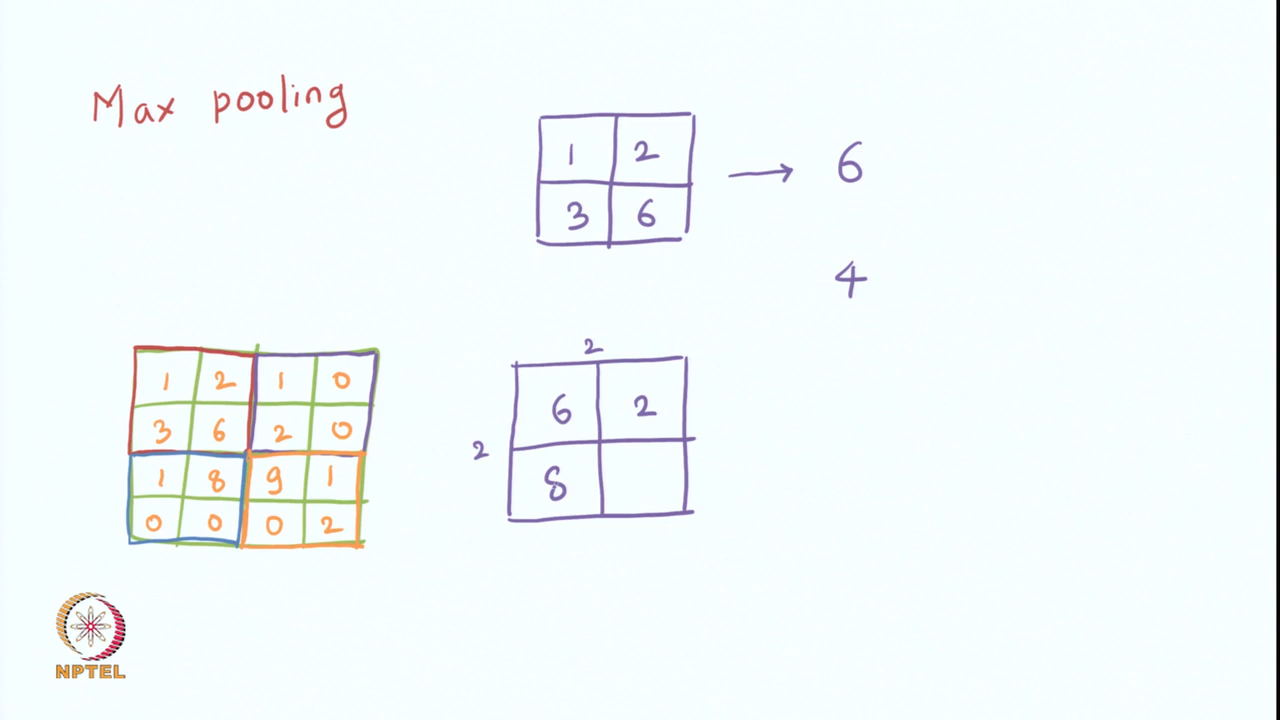 Max pooling
1 2
3 6
→ 6
4
1 2 1 0
3 6 2 0
1 8 9 1
0 0 0 2
2
2
6 2
8
NPTEL